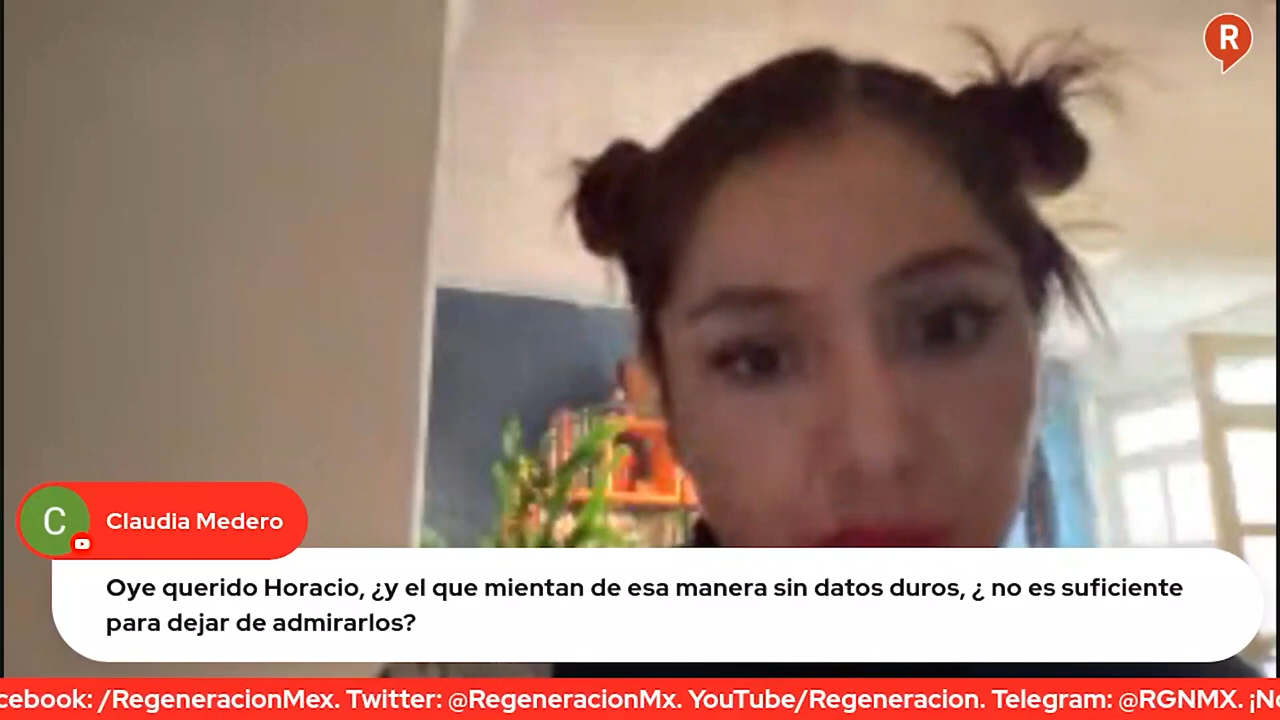 R
C
Claudia Medero
Oye querido Horacio, ¿y el que mientan de esa manera sin datos duros, ¿ no es suficiente
para dejar de admirarlos?
cebook: /RegeneracionMex. Twitter: @RegeneracionMx. YouTube/Regeneracion. Telegram: @RGNMX. ¡No